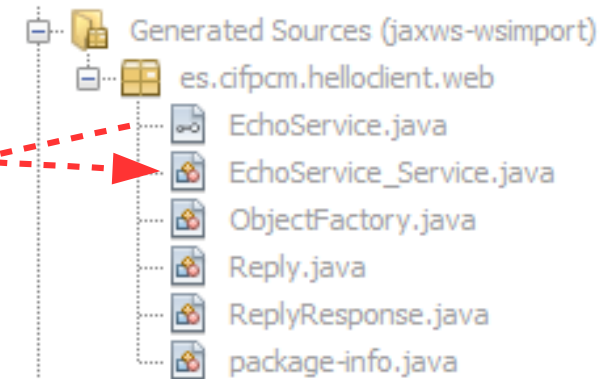 Generated Sources (jaxws-wsimport)
es.cifpcm.helloclient.web
EchoService.java
EchoService_Service.java
ObjectFactory.java
Reply.java
ReplyResponse.java
package-info.java